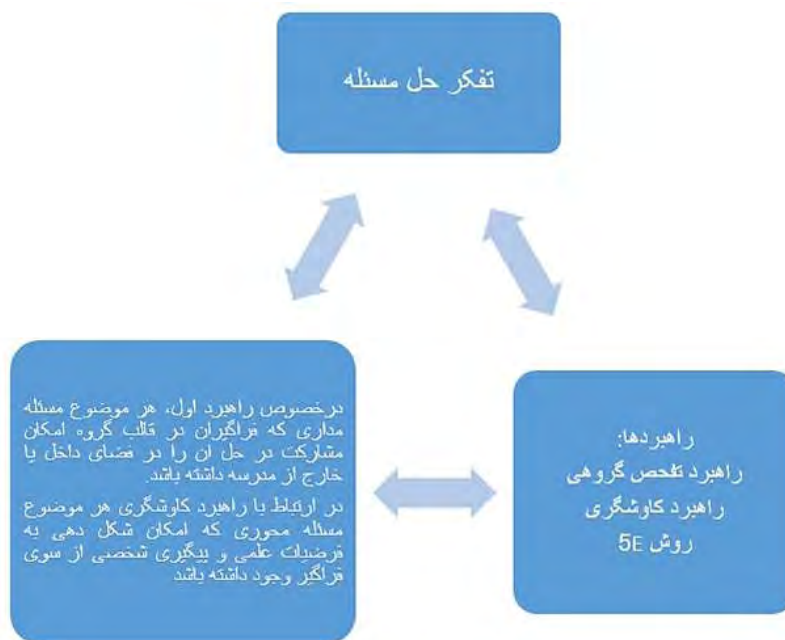 تفکر حل مسئله
راهبردها:
راهبرد تفحص گروهی
راهبرد کاوشگری
روش 5E
درخصوص راهبرد اول، هر موضوع مسئله
مداری که فراگیران در قالب گروه امکان
مشارکت در حل ان را در فضای داخل یا
خارج از مدرسه داشته باشد.
در ارتباط با راهبرد کاوشگری هر موضوع
مسئله محوری که امکان شکل دهی به
فرضیات علمی و پیگیری شخصی از سوی
فراگیر وجود داشته باشد